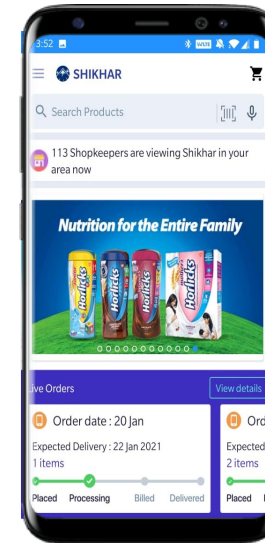 3:52
SHIKHAR
Search Products
113 Shopkeepers are viewing Shikhar in your
area now
Nutrition for the Entire Family
Horlicks Horlicks Horlicks Horlicks
Live Orders View details
Order date : 20 Jan Ord
Expected Delivery : 22 Jan 2021 Expected
1 items 2 items
Placed Processing Billed Delivered Placed